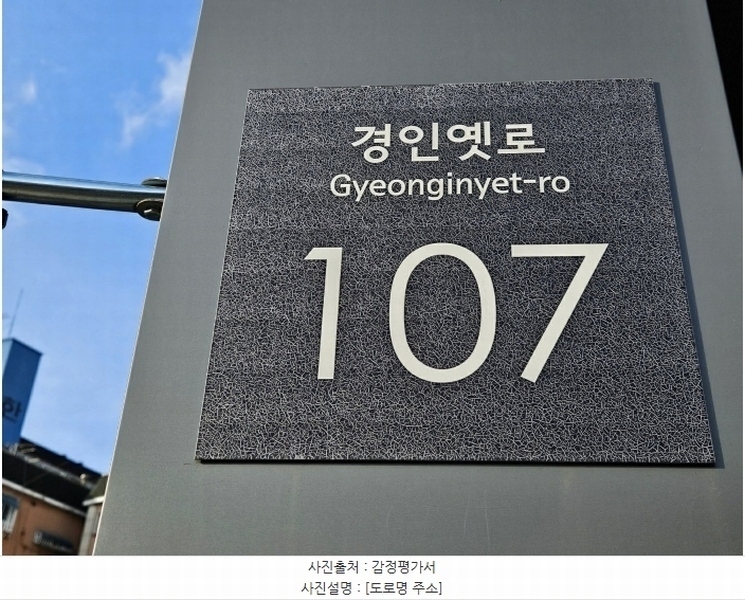 경인옛로
Gyeonginyet-ro
107
한
사진출처 : 감정평가서
사진설명 : [도로명 주소]